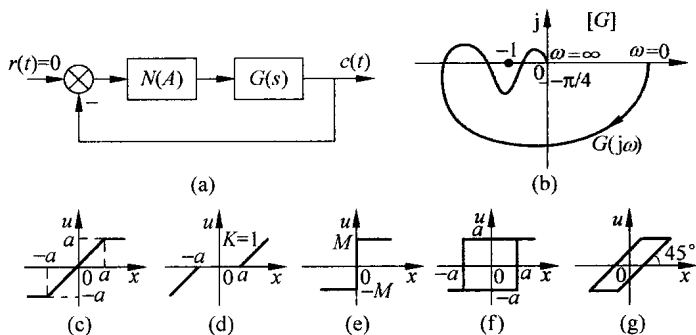 r(t)=0
N(A)
G(s)
c(t)
−
(a)
j
[G]
−1
ω=∞
ω=0
0
−π/4
G(jω)
(b)
u
a
−a
0
a
x
−a
(c)
u
K=1
−a
0
a
x
(d)
u
M
0
x
−M
(e)
u
a
−a
0
a
x
−a
(f)
u
45°
0
x
(g)